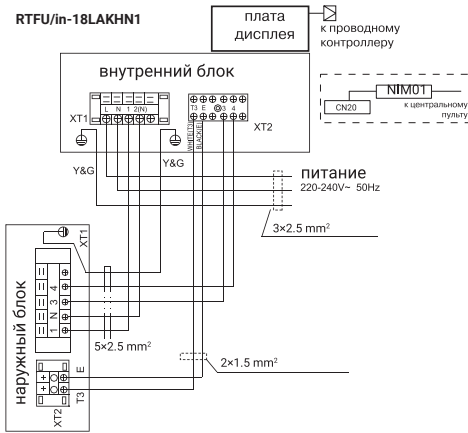 RTFU/in-18LAKHN1
плата
дисплея
к проводному
контроллеру
внутренний блок
NIM01
CN20
к центральному
пульту
XT1
L N 1 2(N)
T3 E 3 4
XT2
WHITE(T3)
BLACK(E)
Y&G
Y&G
питание
220-240V~ 50Hz
3×2.5 mm²
наружный блок
XT1
4
3
N
1
5×2.5 mm²
2×1.5 mm²
E
T3
XT2